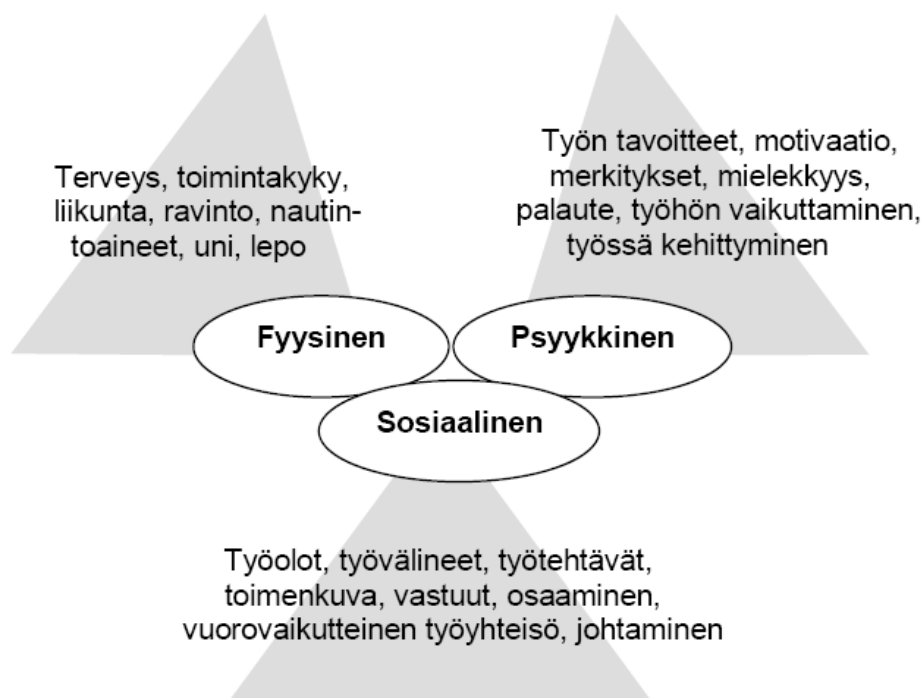 Terveys, toimintakyky,
liikunta, ravinto, nautin-
toaineet, uni, lepo
Työn tavoitteet, motivaatio,
merkitykset, mielekkyys,
palaute, työhön vaikuttaminen,
työssä kehittyminen
Fyysinen
Psyykkinen
Sosiaalinen
Työolot, työvälineet, työtehtävät,
toimenkuva, vastuut, osaaminen,
vuorovaikutteinen työyhteisö, johtaminen